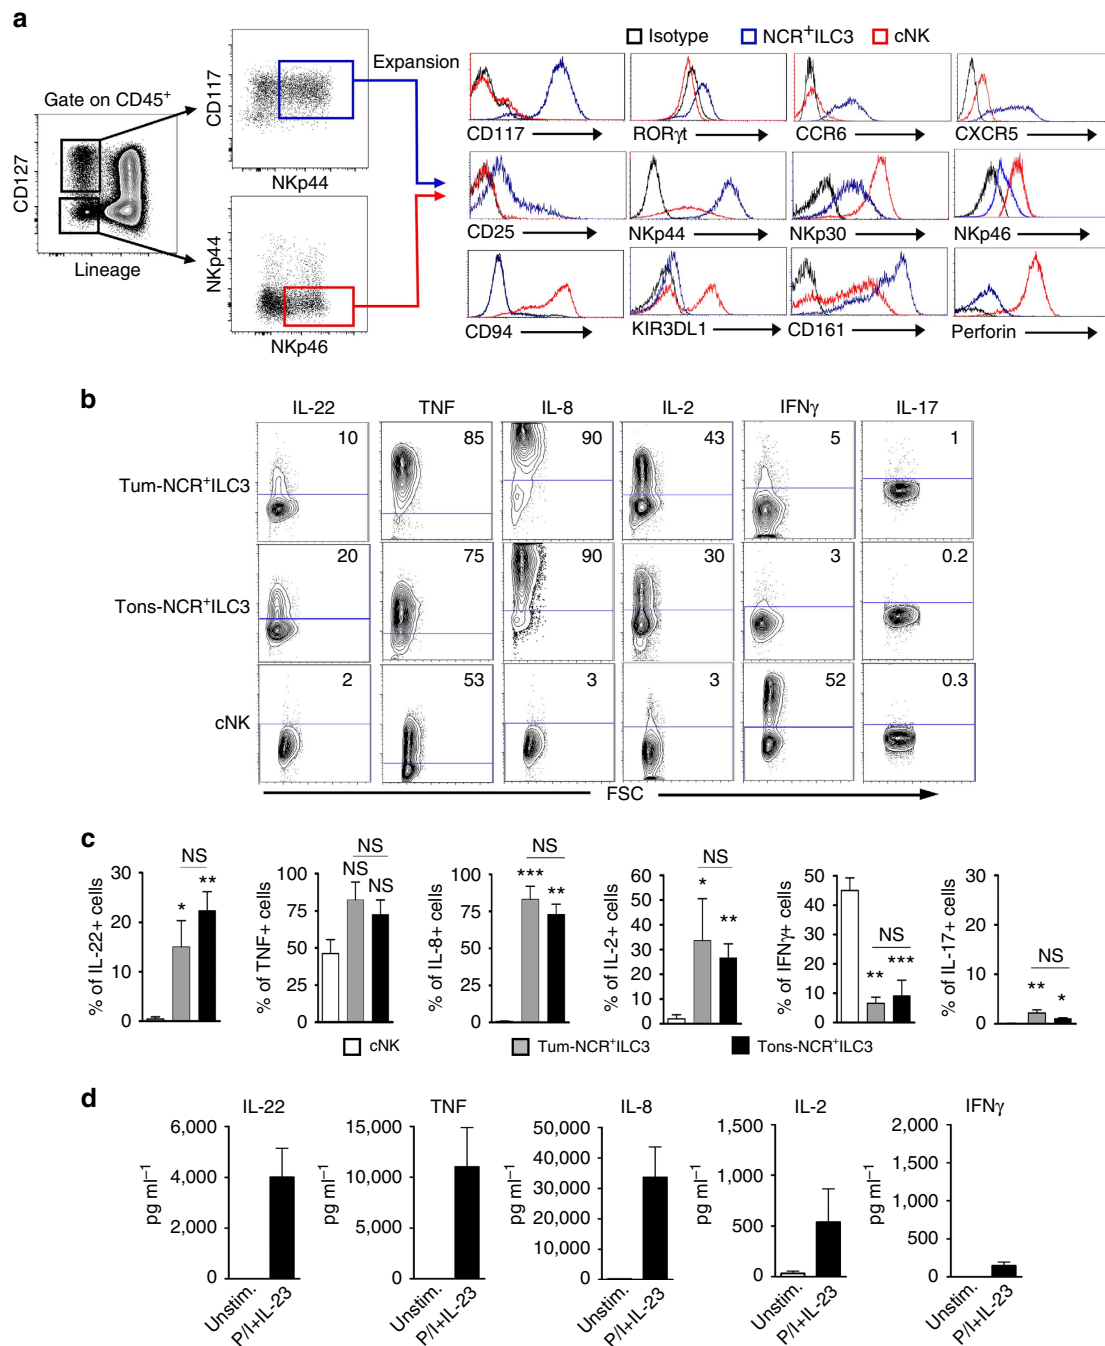 a
Isotype NCR+ILC3 cNK
Gate on CD45+
Expansion
CD127
Lineage
CD117
NKp44
NKp44
NKp46
CD117 RORγt CCR6 CXCR5
CD25 NKp44 NKp30 NKp46
CD94 KIR3DL1 CD161 Perforin
b
IL-22 TNF IL-8 IL-2 IFNγ IL-17
Tum-NCR+ILC3 10 85 90 43 5 1
Tons-NCR+ILC3 20 75 90 30 3 0.2
cNK 2 53 3 3 52 0.3
FSC
c
% of IL-22+ cells
30
20
10
0
* ** NS
% of TNF+ cells
100
75
50
25
0
NS NS NS
% of IL-8+ cells
100
75
50
25
0
*** ** NS
% of IL-2+ cells
60
50
40
30
20
10
0
* ** NS
% of IFNγ+ cells
50
40
30
20
10
0
** *** NS
% of IL-17+ cells
30
20
10
0
** * NS
cNK Tum-NCR+ILC3 Tons-NCR+ILC3
d
IL-22
pg ml−1
6,000
4,000
2,000
0
Unstim.
P/I+IL-23
TNF
pg ml−1
15,000
10,000
5,000
0
Unstim.
P/I+IL-23
IL-8
pg ml−1
50,000
40,000
30,000
20,000
10,000
0
Unstim.
P/I+IL-23
IL-2
pg ml−1
1,500
1,000
500
0
Unstim.
P/I+IL-23
IFNγ
pg ml−1
2,000
1,500
1,000
500
0
Unstim.
P/I+IL-23